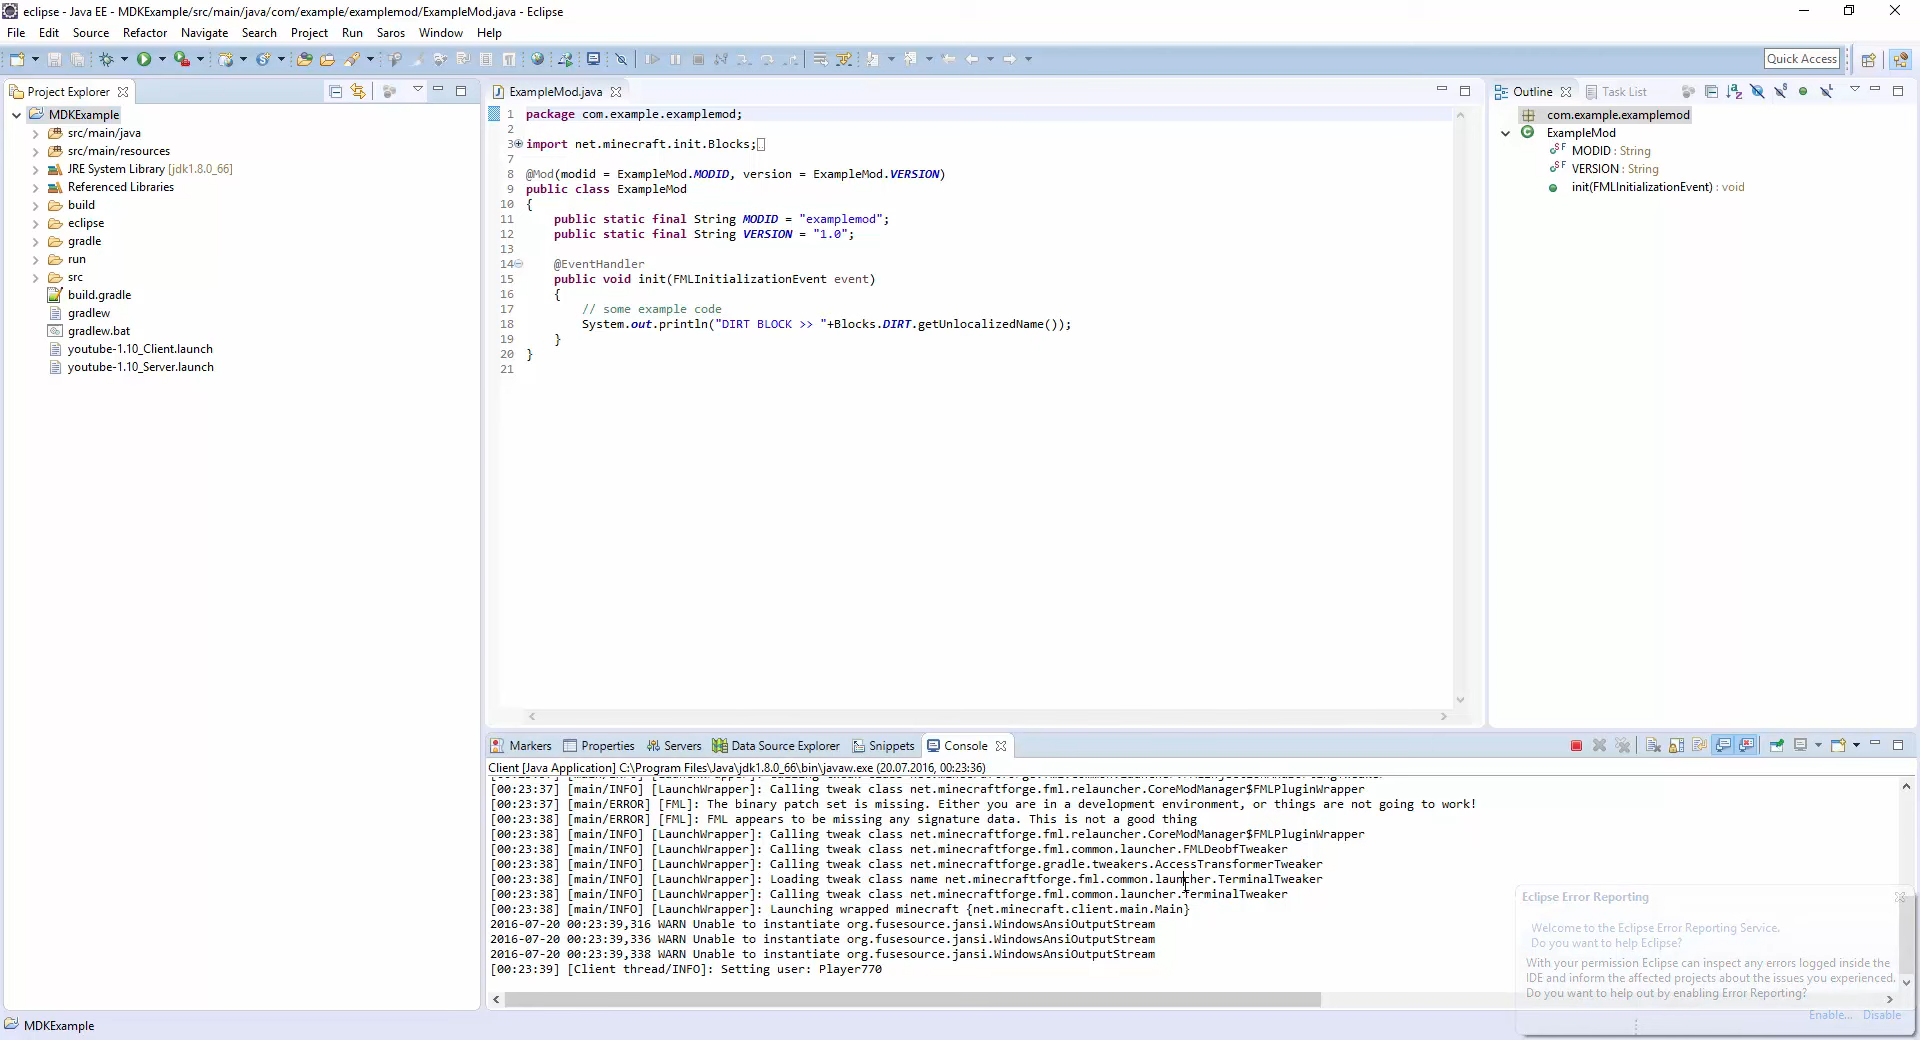 eclipse - Java EE - MDKExample/src/main/java/com/example/examplemod/ExampleMod.java - Eclipse
File Edit Source Refactor Navigate Search Project Run Saros Window Help
Quick Access
Project Explorer
MDKExample
src/main/java
src/main/resources
JRE System Library [jdk1.8.0_66]
Referenced Libraries
build
eclipse
gradle
run
src
build.gradle
gradlew
gradlew.bat
youtube-1.10_Client.launch
youtube-1.10_Server.launch
ExampleMod.java
1 package com.example.examplemod;
2
3 import net.minecraft.init.Blocks;
7
8 @Mod(modid = ExampleMod.MODID, version = ExampleMod.VERSION)
9 public class ExampleMod
10 {
11 public static final String MODID = "examplemod";
12 public static final String VERSION = "1.0";
13
14 @EventHandler
15 public void init(FMLInitializationEvent event)
16 {
17 // some example code
18 System.out.println("DIRT BLOCK >> "+Blocks.DIRT.getUnlocalizedName());
19 }
20 }
21
Outline Task List
com.example.examplemod
ExampleMod
MODID : String
VERSION : String
init(FMLInitializationEvent) : void
Markers Properties Servers Data Source Explorer Snippets Console
Client [Java Application] C:\Program Files\Java\jdk1.8.0_66\bin\javaw.exe (20.07.2016, 00:23:36)
[00:23:37] [main/INFO] [LaunchWrapper]: Calling tweak class net.minecraftforge.fml.relauncher.CoreModManager$FMLPluginWrapper
[00:23:37] [main/ERROR] [FML]: The binary patch set is missing. Either you are in a development environment, or things are not going to work!
[00:23:38] [main/ERROR] [FML]: FML appears to be missing any signature data. This is not a good thing
[00:23:38] [main/INFO] [LaunchWrapper]: Calling tweak class net.minecraftforge.fml.relauncher.CoreModManager$FMLPluginWrapper
[00:23:38] [main/INFO] [LaunchWrapper]: Calling tweak class net.minecraftforge.fml.common.launcher.FMLDeobfTweaker
[00:23:38] [main/INFO] [LaunchWrapper]: Calling tweak class net.minecraftforge.gradle.tweakers.AccessTransformerTweaker
[00:23:38] [main/INFO] [LaunchWrapper]: Loading tweak class name net.minecraftforge.fml.common.launcher.TerminalTweaker
[00:23:38] [main/INFO] [LaunchWrapper]: Calling tweak class net.minecraftforge.fml.common.launcher.TerminalTweaker
[00:23:38] [main/INFO] [LaunchWrapper]: Launching wrapped minecraft {net.minecraft.client.main.Main}
2016-07-20 00:23:39,316 WARN Unable to instantiate org.fusesource.jansi.WindowsAnsiOutputStream
2016-07-20 00:23:39,336 WARN Unable to instantiate org.fusesource.jansi.WindowsAnsiOutputStream
2016-07-20 00:23:39,338 WARN Unable to instantiate org.fusesource.jansi.WindowsAnsiOutputStream
[00:23:39] [Client thread/INFO]: Setting user: Player770
Eclipse Error Reporting
Welcome to the Eclipse Error Reporting Service.
Do you want to help Eclipse?
With your permission Eclipse can inspect any errors logged inside the
IDE and inform the affected projects about the issues you experienced.
Do you want to help out by enabling Error Reporting?
Enable... Disable
MDKExample